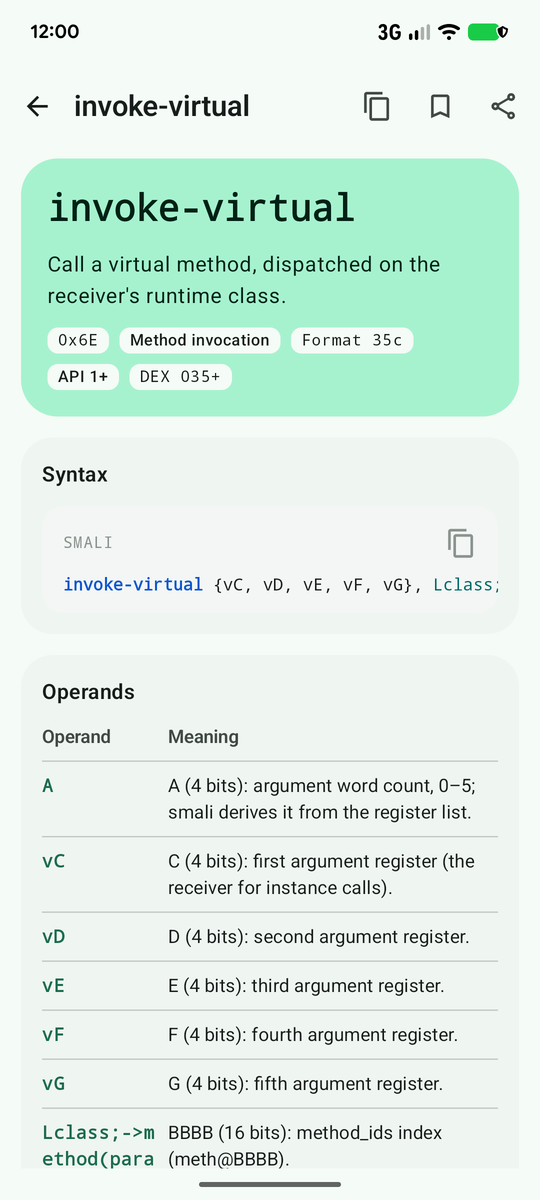 12:00
3G
invoke-virtual
invoke-virtual
Call a virtual method, dispatched on the
receiver's runtime class.
0x6E Method invocation Format 35c
API 1+ DEX 035+
Syntax
SMALI
invoke-virtual {vC, vD, vE, vF, vG}, Lclass;
Operands
Operand Meaning
A A (4 bits): argument word count, 0–5;
smali derives it from the register list.
vC C (4 bits): first argument register (the
receiver for instance calls).
vD D (4 bits): second argument register.
vE E (4 bits): third argument register.
vF F (4 bits): fourth argument register.
vG G (4 bits): fifth argument register.
Lclass;->m BBBB (16 bits): method_ids index
ethod(para (meth@BBBB).